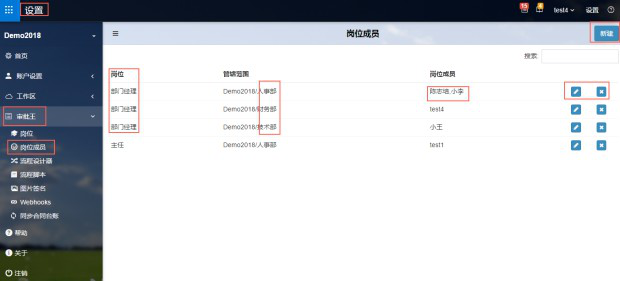 设置
15
test4
设置
Demo2018
岗位成员
新建
首页
搜索
账户设置
工作区
审批王
岗位
岗位成员
流程设计器
流程脚本
图片签名
Webhooks
同步合同台账
帮助
关于
注销
岗位 管辖范围 岗位成员
部门经理 Demo2018/人事部 陈志增,小李
部门经理 Demo2018/财务部 test4
部门经理 Demo2018/技术部 小王
主任 Demo2018/人事部 test1